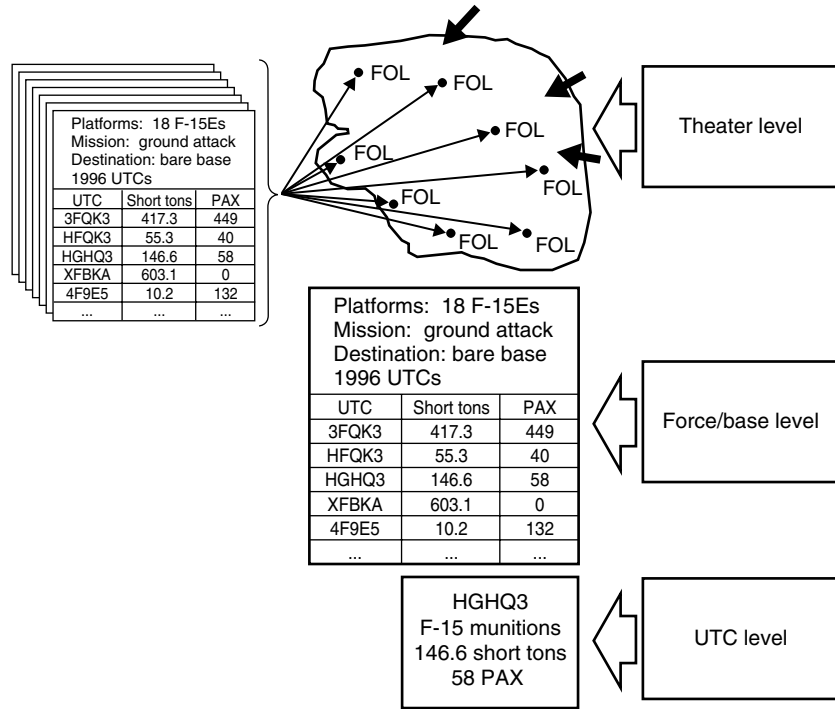 Platforms: 18 F-15Es
Mission: ground attack
Destination: bare base
1996 UTCs
UTC Short tons PAX
3FQK3 417.3 449
HFQK3 55.3 40
HGHQ3 146.6 58
XFBKA 603.1 0
4F9E5 10.2 132
... ... ...
FOL
FOL
FOL
FOL
FOL
FOL
FOL
FOL
Theater level
Platforms: 18 F-15Es
Mission: ground attack
Destination: bare base
1996 UTCs
UTC Short tons PAX
3FQK3 417.3 449
HFQK3 55.3 40
HGHQ3 146.6 58
XFBKA 603.1 0
4F9E5 10.2 132
... ... ...
Force/base level
HGHQ3
F-15 munitions
146.6 short tons
58 PAX
UTC level